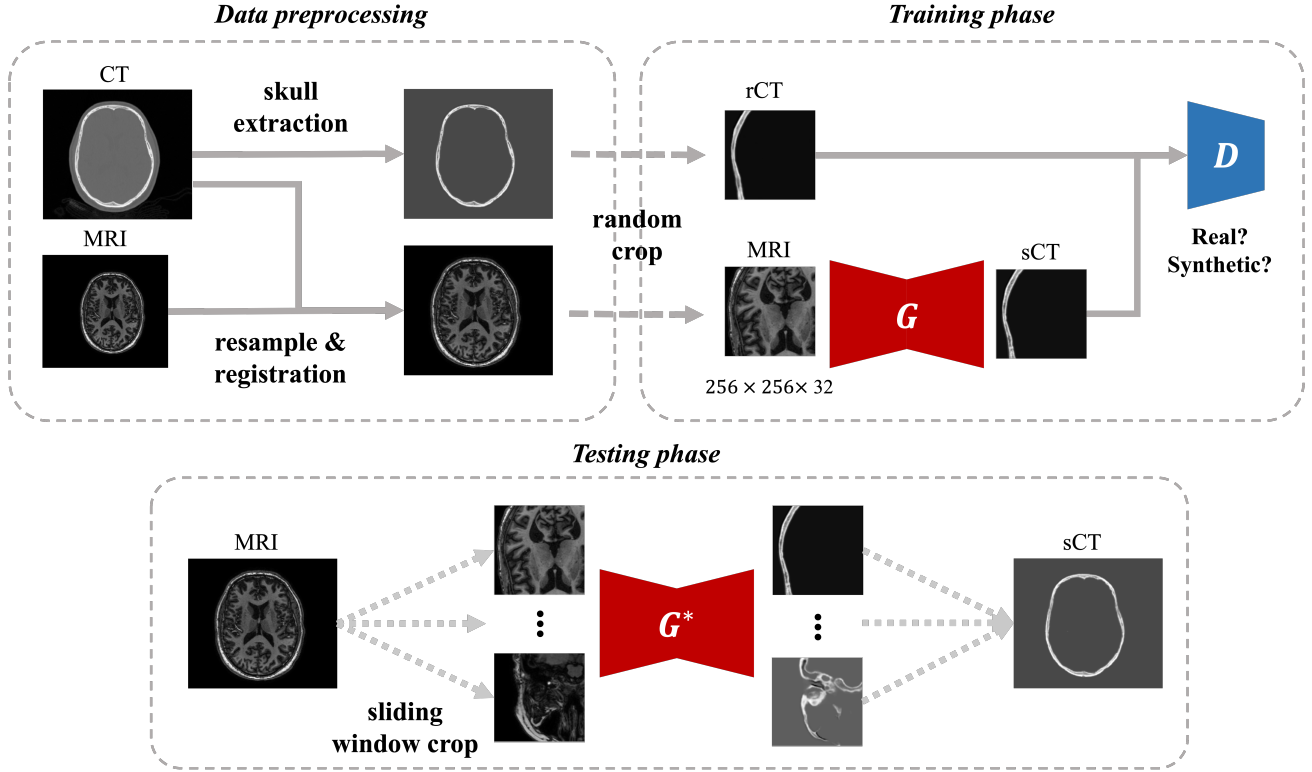 Data preprocessing
Training phase
CT
skull
extraction
MRI
resample &
registration
random
crop
rCT
MRI
sCT
G
256 × 256× 32
D
Real?
Synthetic?
Testing phase
MRI
sliding
window crop
G*
sCT